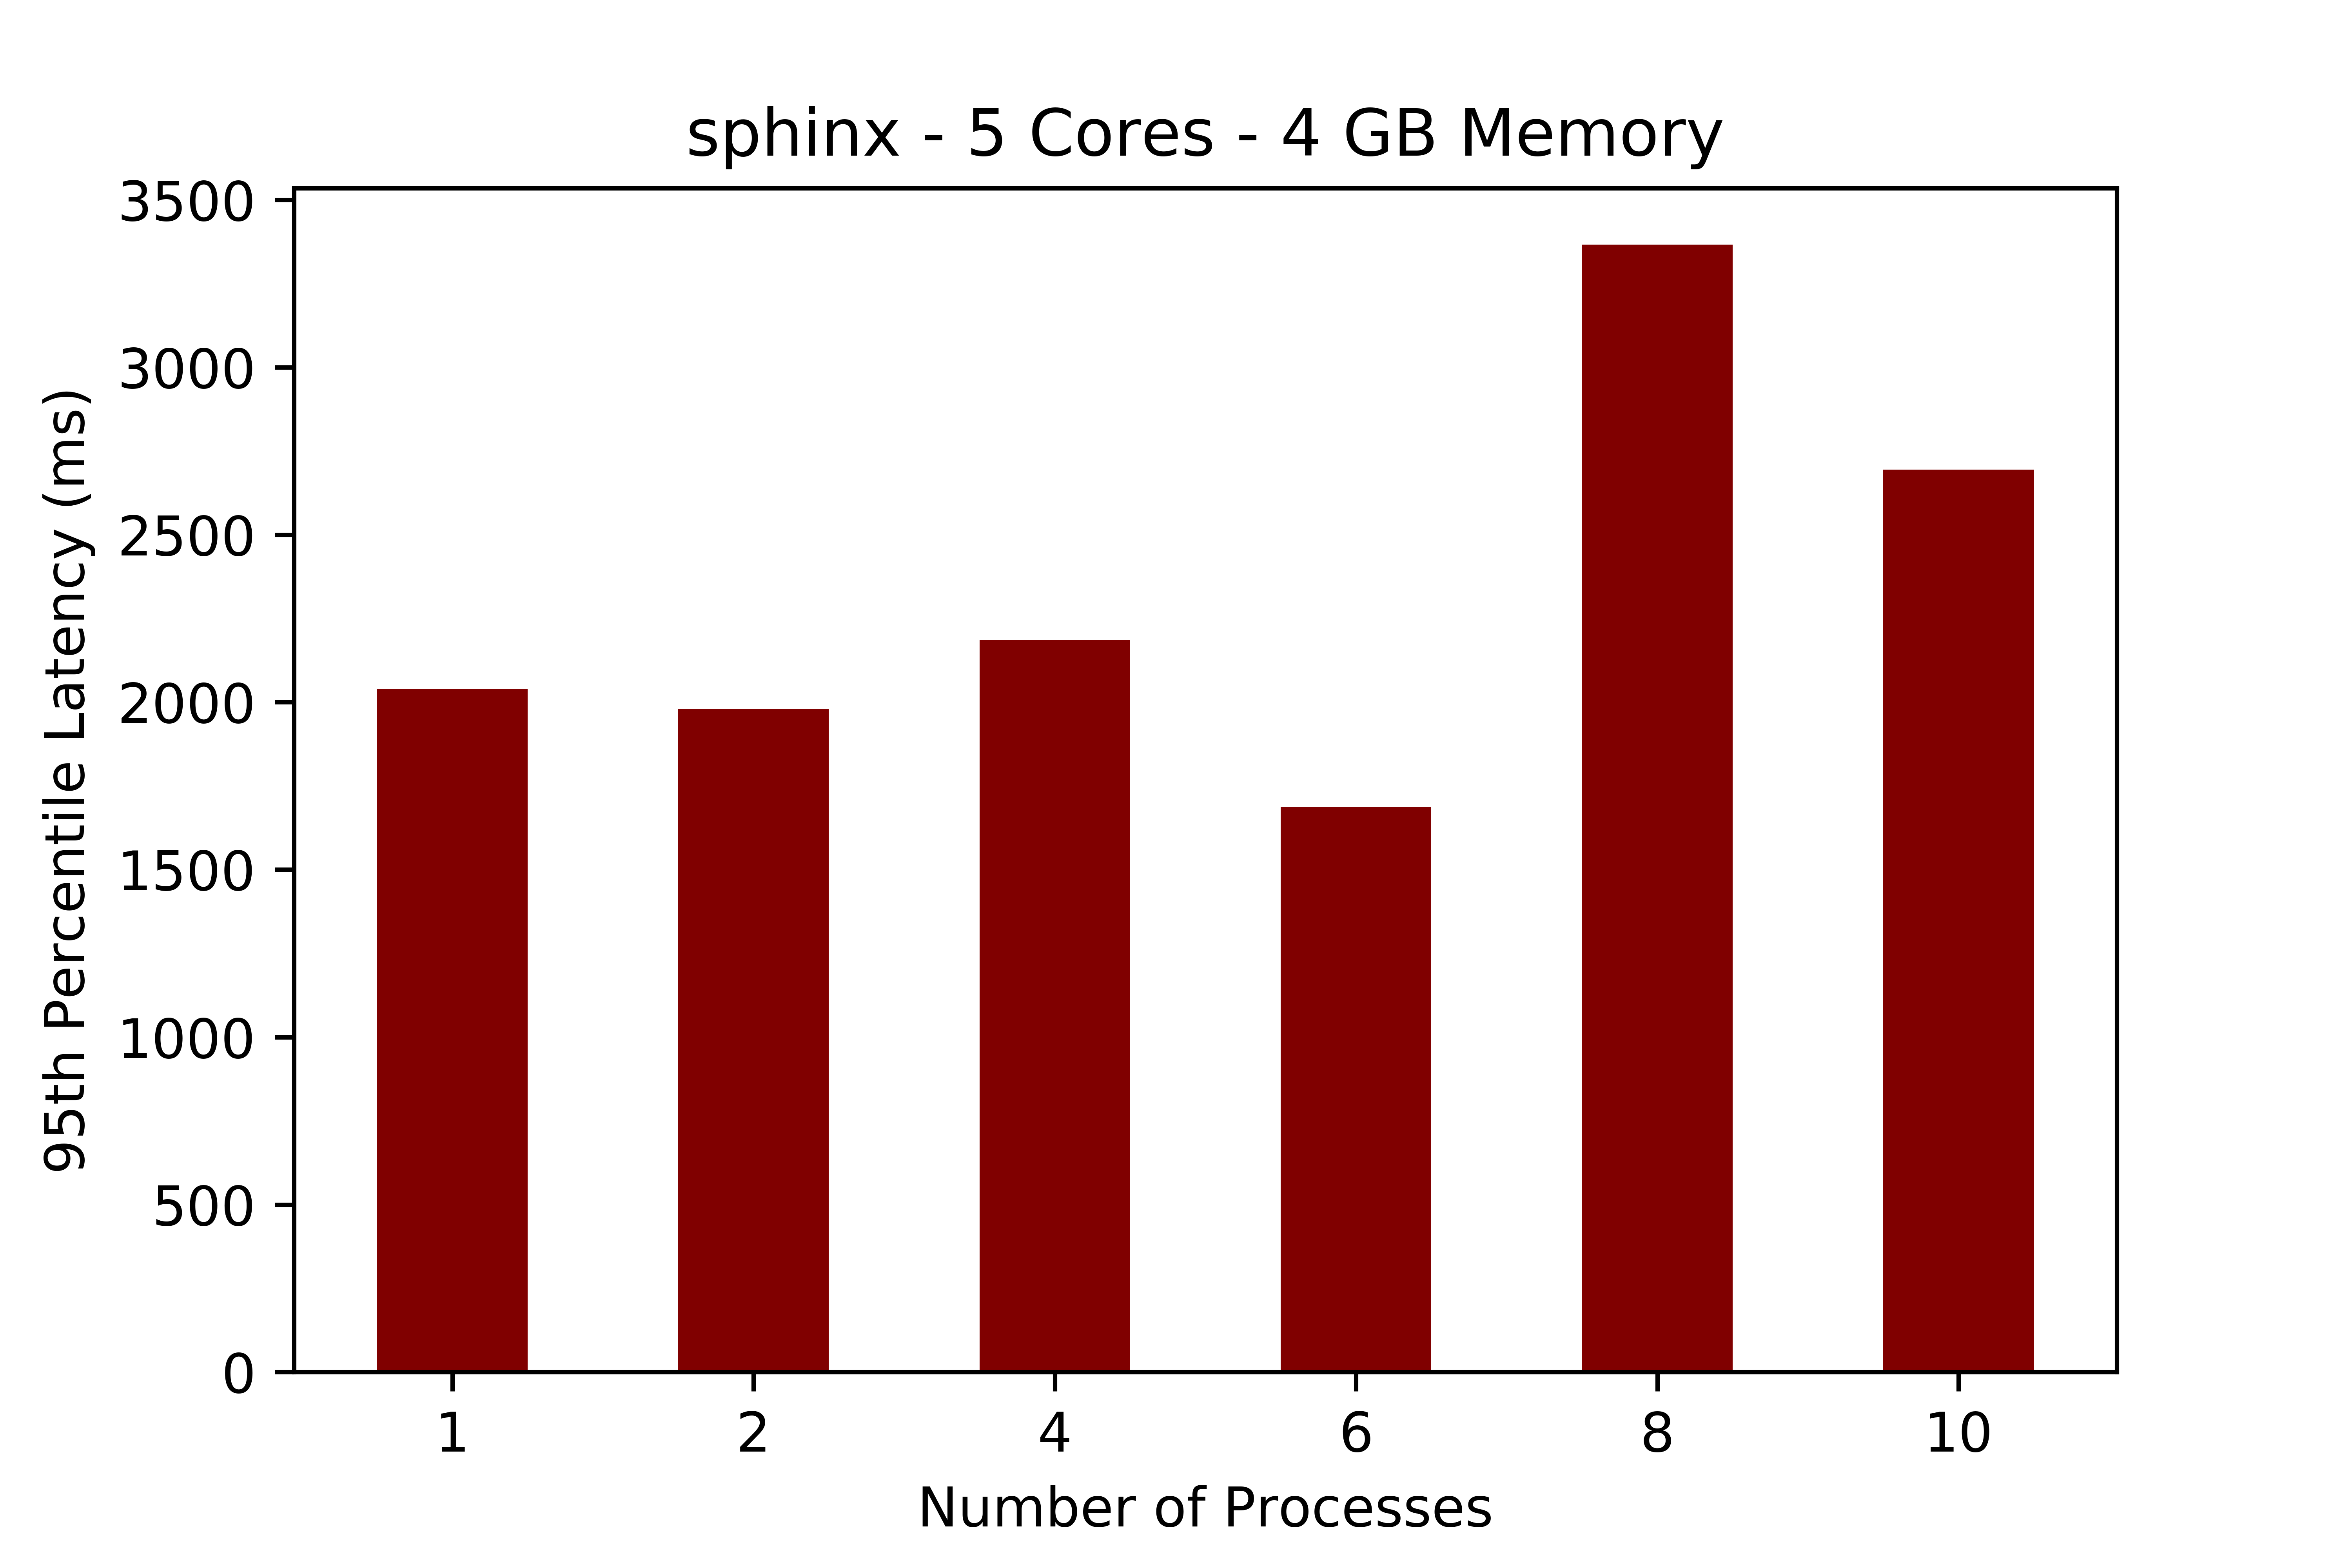 sphinx - 5 Cores - 4 GB Memory
95th Percentile Latency (ms)
3500
3000
2500
2000
1500
1000
500
0
1 2 4 6 8 10
Number of Processes